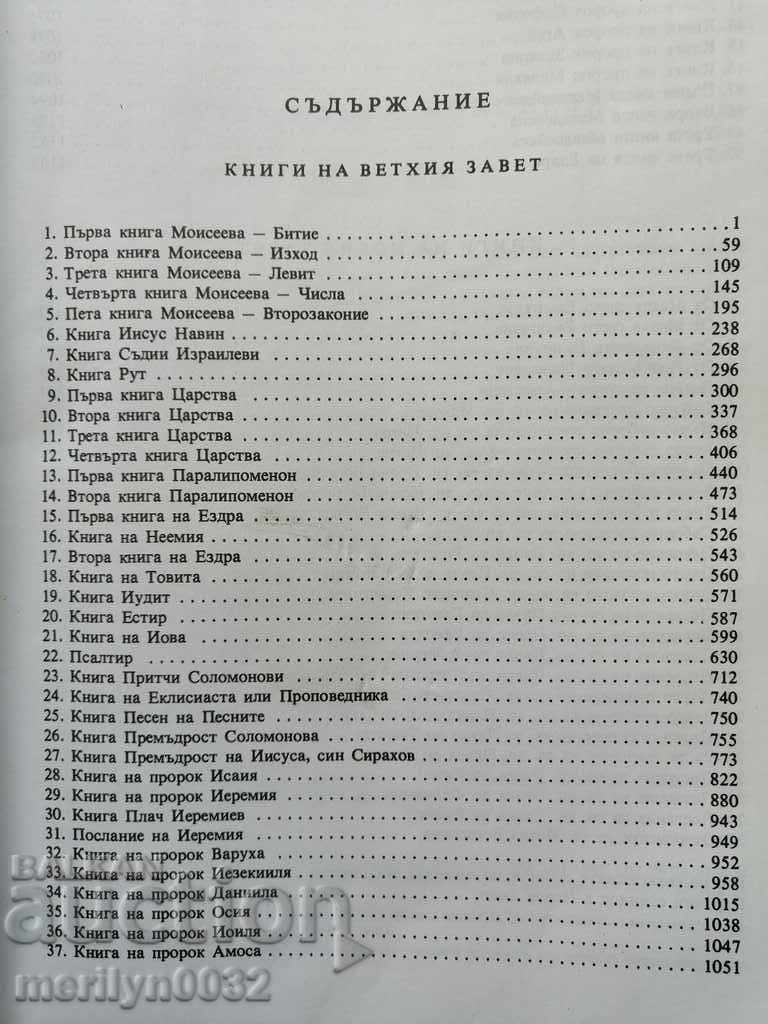 СЪДЪРЖАНИЕ
КНИГИ НА ВЕТХИЯ ЗАВЕТ
1. Първа книга Моисеева — Битие . . . . . . . . . . 1
2. Втора книга Моисеева — Изход . . . . . . . . . . 59
3. Трета книга Моисеева — Левит . . . . . . . . . . 109
4. Четвърта книга Моисеева — Числа . . . . . . . . . . 145
5. Пета книга Моисеева — Второзаконие . . . . . . . . . . 195
6. Книга Иисус Навин . . . . . . . . . . 238
7. Книга Съдии Израилеви . . . . . . . . . . 268
8. Книга Рут . . . . . . . . . . 296
9. Първа книга Царства . . . . . . . . . . 300
10. Втора книга Царства . . . . . . . . . . 337
11. Трета книга Царства . . . . . . . . . . 368
12. Четвърта книга Царства . . . . . . . . . . 406
13. Първа книга Паралипоменон . . . . . . . . . . 440
14. Втора книга Паралипоменон . . . . . . . . . . 473
15. Първа книга на Ездра . . . . . . . . . . 514
16. Книга на Неемия . . . . . . . . . . 526
17. Втора книга на Ездра . . . . . . . . . . 543
18. Книга на Товита . . . . . . . . . . 560
19. Книга Иудит . . . . . . . . . . 571
20. Книга Естир . . . . . . . . . . 587
21. Книга на Иова . . . . . . . . . . 599
22. Псалтир . . . . . . . . . . 630
23. Книга Притчи Соломонови . . . . . . . . . . 712
24. Книга на Еклисиаста или Проповедника . . . . . . . . . . 740
25. Книга Песен на Песните . . . . . . . . . . 750
26. Книга Премъдрост Соломонова . . . . . . . . . . 755
27. Книга Премъдрост на Иисуса, син Сирахов . . . . . . . . . . 773
28. Книга на пророк Исаия . . . . . . . . . . 822
29. Книга на пророк Иеремия . . . . . . . . . . 880
30. Книга Плач Иеремиев . . . . . . . . . . 943
31. Послание на Иеремия . . . . . . . . . . 949
32. Книга на пророк Варуха . . . . . . . . . . 952
33. Книга на пророк Иезекииля . . . . . . . . . . 958
34. Книга на пророк Даниила . . . . . . . . . . 1015
35. Книга на пророк Осия . . . . . . . . . . 1038
36. Книга на пророк Иоиля . . . . . . . . . . 1047
37. Книга на пророк Амоса . . . . . . . . . . 1051
BALKAN
auction
merilyn0032